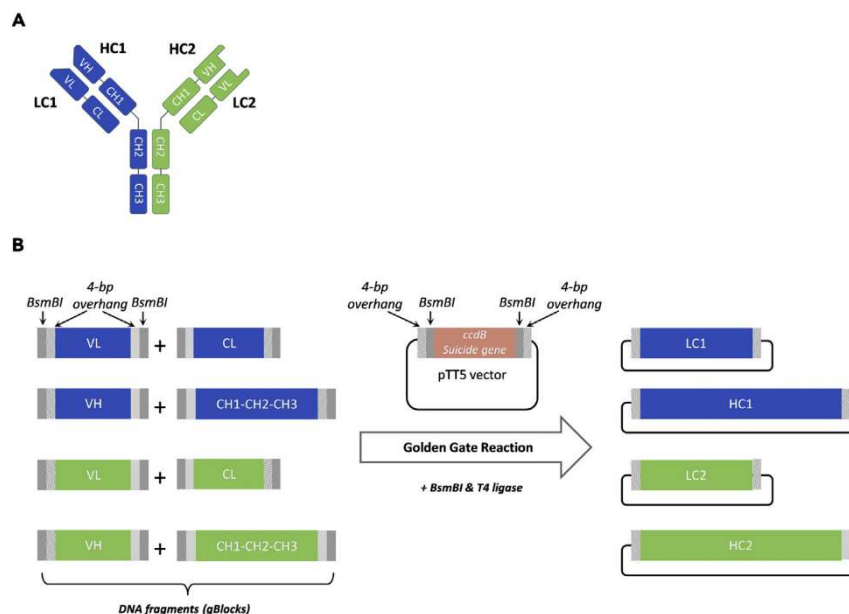 A
HC1
HC2
VH
VH
VL
CH1
CH1
VL
LC1
CL
CL
LC2
CH2
CH2
CH3
CH3
B
4-bp
BsmBI overhang BsmBI
4-bp
overhang
BsmBI
BsmBI
4-bp
overhang
VL + CL
ccdB
Suicide gene
pTT5 vector
LC1
VH + CH1-CH2-CH3
HC1
Golden Gate Reaction
+ BsmBI & T4 ligase
VL + CL
LC2
VH + CH1-CH2-CH3
HC2
DNA fragments (gBlocks)